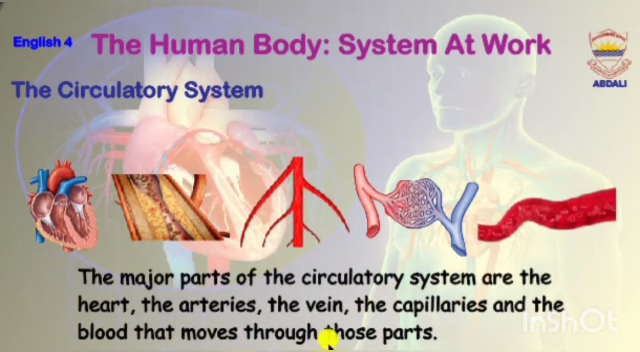 English 4
The Human Body: System At Work
ABDALI
The Circulatory System
The major parts of the circulatory system are the
heart, the arteries, the vein, the capillaries and the
blood that moves through those parts.
InShOt